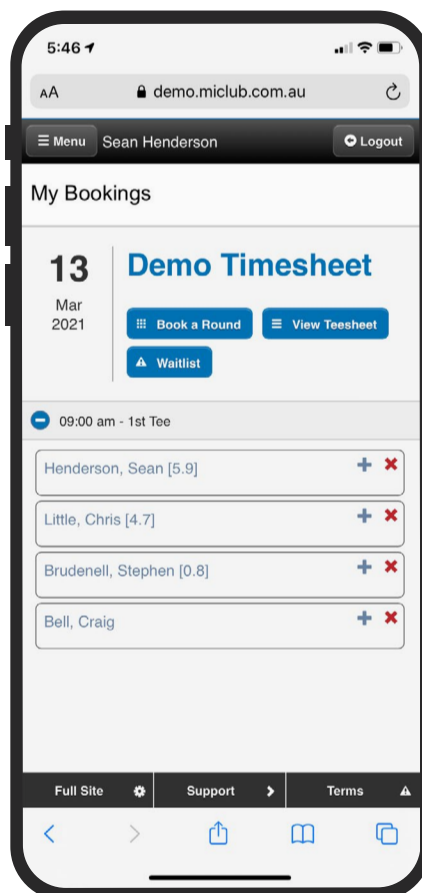 5:46
AA demo.miclub.com.au
Menu Sean Henderson Logout
My Bookings
13
Mar
2021
Demo Timesheet
Book a Round View Teesheet
Waitlist
09:00 am - 1st Tee
Henderson, Sean [5.9]
Little, Chris [4.7]
Brudenell, Stephen [0.8]
Bell, Craig
Full Site Support Terms